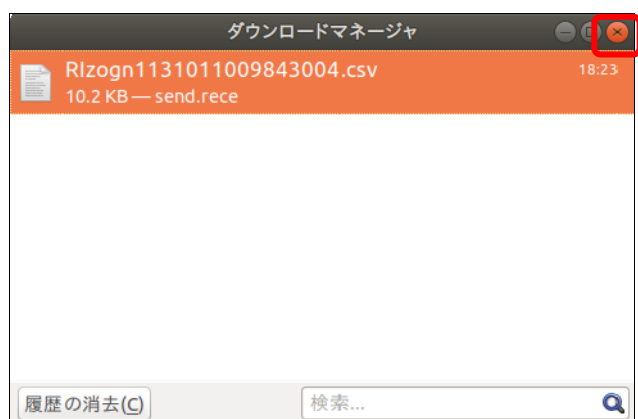 ダウンロードマネージャ
RIzogn1131011009843004.csv
18:23
10.2 KB — send.rece
履歴の消去(C)
検索...